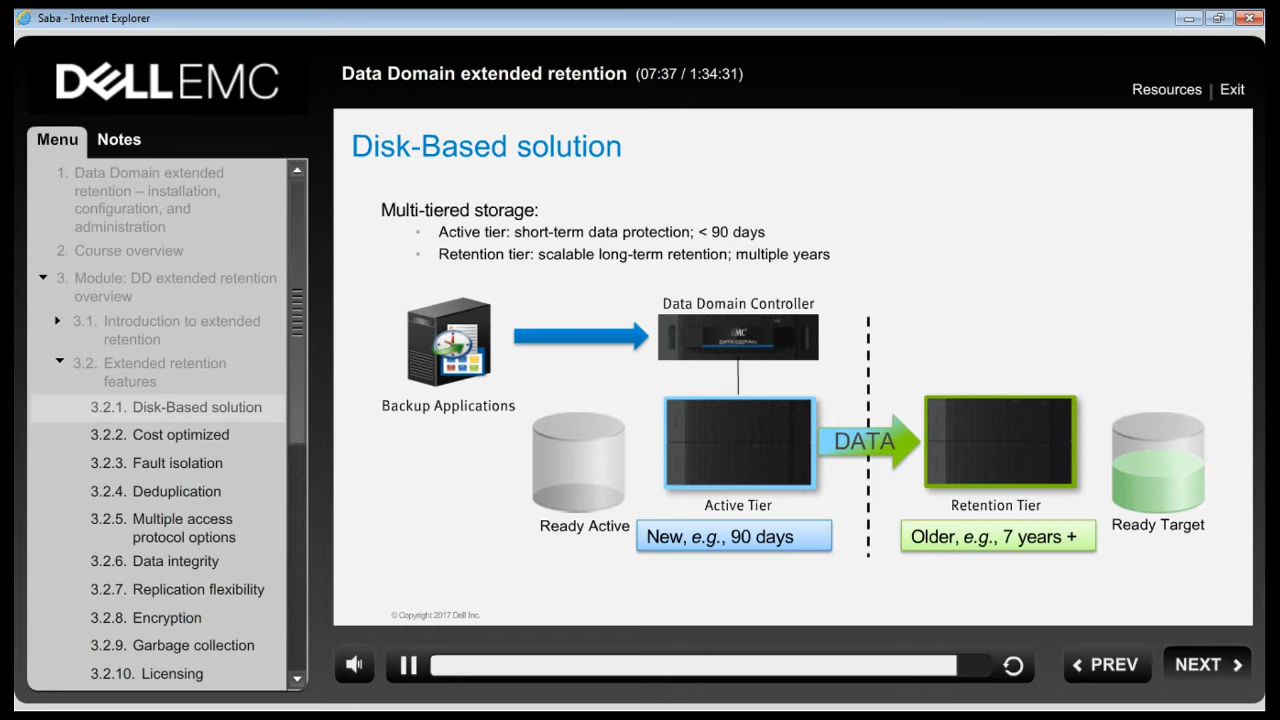 Saba - Internet Explorer
DELLEMC
Data Domain extended retention (07:37 / 1:34:31)
Resources | Exit
Menu
Notes
1. Data Domain extended
retention – installation,
configuration, and
administration
2. Course overview
3. Module: DD extended retention
overview
3.1. Introduction to extended
retention
3.2. Extended retention
features
3.2.1. Disk-Based solution
3.2.2. Cost optimized
3.2.3. Fault isolation
3.2.4. Deduplication
3.2.5. Multiple access
protocol options
3.2.6. Data integrity
3.2.7. Replication flexibility
3.2.8. Encryption
3.2.9. Garbage collection
3.2.10. Licensing
Disk-Based solution
Multi-tiered storage:
• Active tier: short-term data protection; < 90 days
• Retention tier: scalable long-term retention; multiple years
Data Domain Controller
EMC
DATA DOMAIN
Backup Applications
DATA
Active Tier
Retention Tier
Ready Active
Ready Target
New, e.g., 90 days
Older, e.g., 7 years +
© Copyright 2017 Dell Inc.
PREV
NEXT